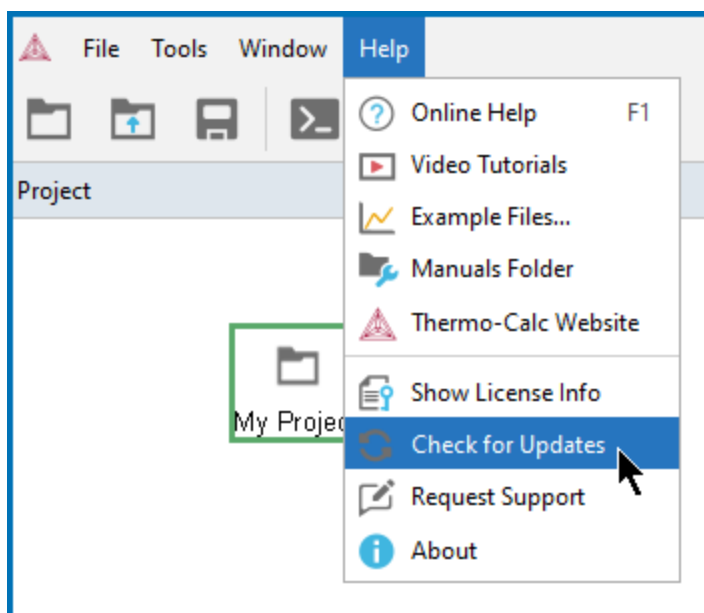 File Tools Window Help
Online Help F1
Video Tutorials
Project
Example Files...
Manuals Folder
Thermo-Calc Website
Show License Info
My Projec
Check for Updates
Request Support
About